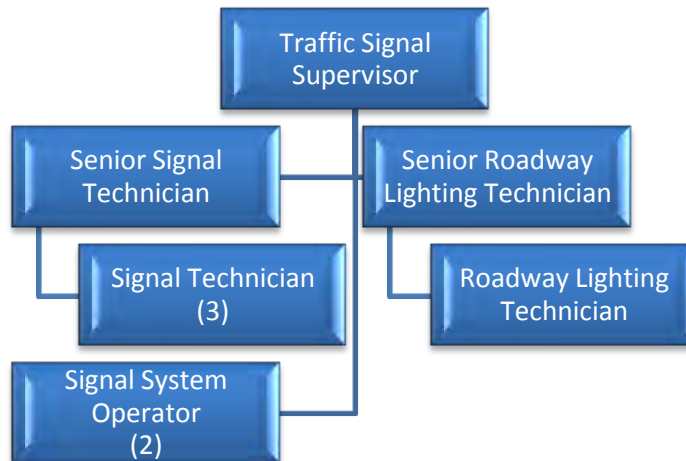 Traffic Signal
Supervisor
Senior Signal
Technician
Senior Roadway
Lighting Technician
Signal Technician
(3)
Roadway Lighting
Technician
Signal System
Operator
(2)